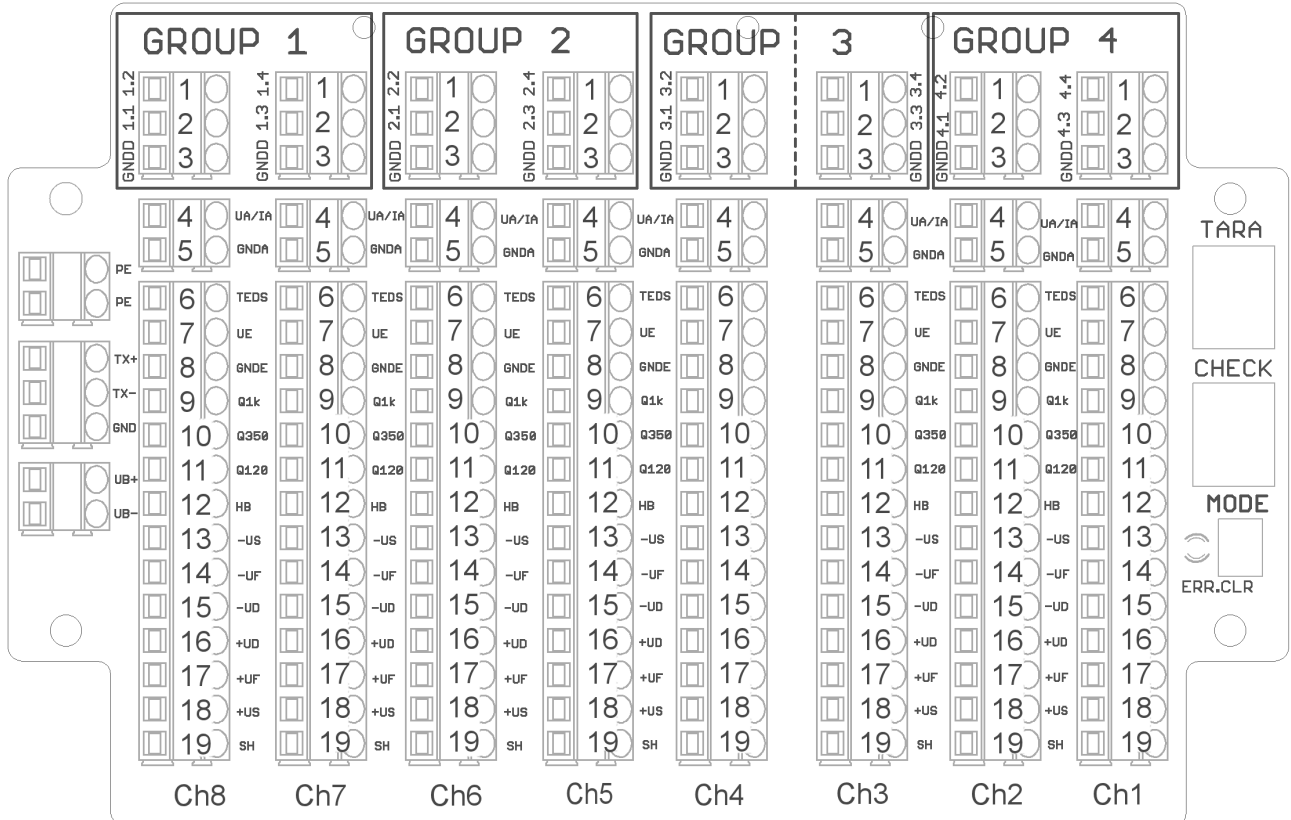 GROUP 1 GROUP 2 GROUP 3 GROUP 4
GNDD 1.1 1.2 GNDD 1.3 1.4 GNDD 2.1 2.2 GNDD 2.3 2.4 GNDD 3.1 3.2 GNDD 3.3 3.4 GNDD 4.1 4.2 GNDD 4.3 4.4
1 1 1 1 1 1 1 1
2 2 2 2 2 2 2 2
3 3 3 3 3 3 3 3
4 UA/IA 4 UA/IA 4 UA/IA 4 UA/IA 4 4 UA/IA 4 UA/IA 4
TARA
5 GNDA 5 GNDA 5 GNDA 5 GNDA 5 5 GNDA 5 GNDA 5
PE
6 TEDS 6 TEDS 6 TEDS 6 TEDS 6 6 TEDS 6 TEDS 6
PE
7 UE 7 UE 7 UE 7 UE 7 7 UE 7 UE 7
TX+
8 GNDE 8 GNDE 8 GNDE 8 GNDE 8 8 GNDE 8 GNDE 8
CHECK
TX-
9 Q1k 9 Q1k 9 Q1k 9 Q1k 9 9 Q1k 9 Q1k 9
GND
10 Q350 10 Q350 10 Q350 10 Q350 10 10 Q350 10 Q350 10
11 Q120 11 Q120 11 Q120 11 Q120 11 11 Q120 11 Q120 11
UB+
12 HB 12 HB 12 HB 12 HB 12 12 HB 12 HB 12
MODE
UB-
13 -US 13 -US 13 -US 13 -US 13 13 -US 13 -US 13
14 -UF 14 -UF 14 -UF 14 -UF 14 14 -UF 14 -UF 14
ERR.CLR
15 -UD 15 -UD 15 -UD 15 -UD 15 15 -UD 15 -UD 15
16 +UD 16 +UD 16 +UD 16 +UD 16 16 +UD 16 +UD 16
17 +UF 17 +UF 17 +UF 17 +UF 17 17 +UF 17 +UF 17
18 +US 18 +US 18 +US 18 +US 18 18 +US 18 +US 18
19 SH 19 SH 19 SH 19 SH 19 19 SH 19 SH 19
Ch8 Ch7 Ch6 Ch5 Ch4 Ch3 Ch2 Ch1